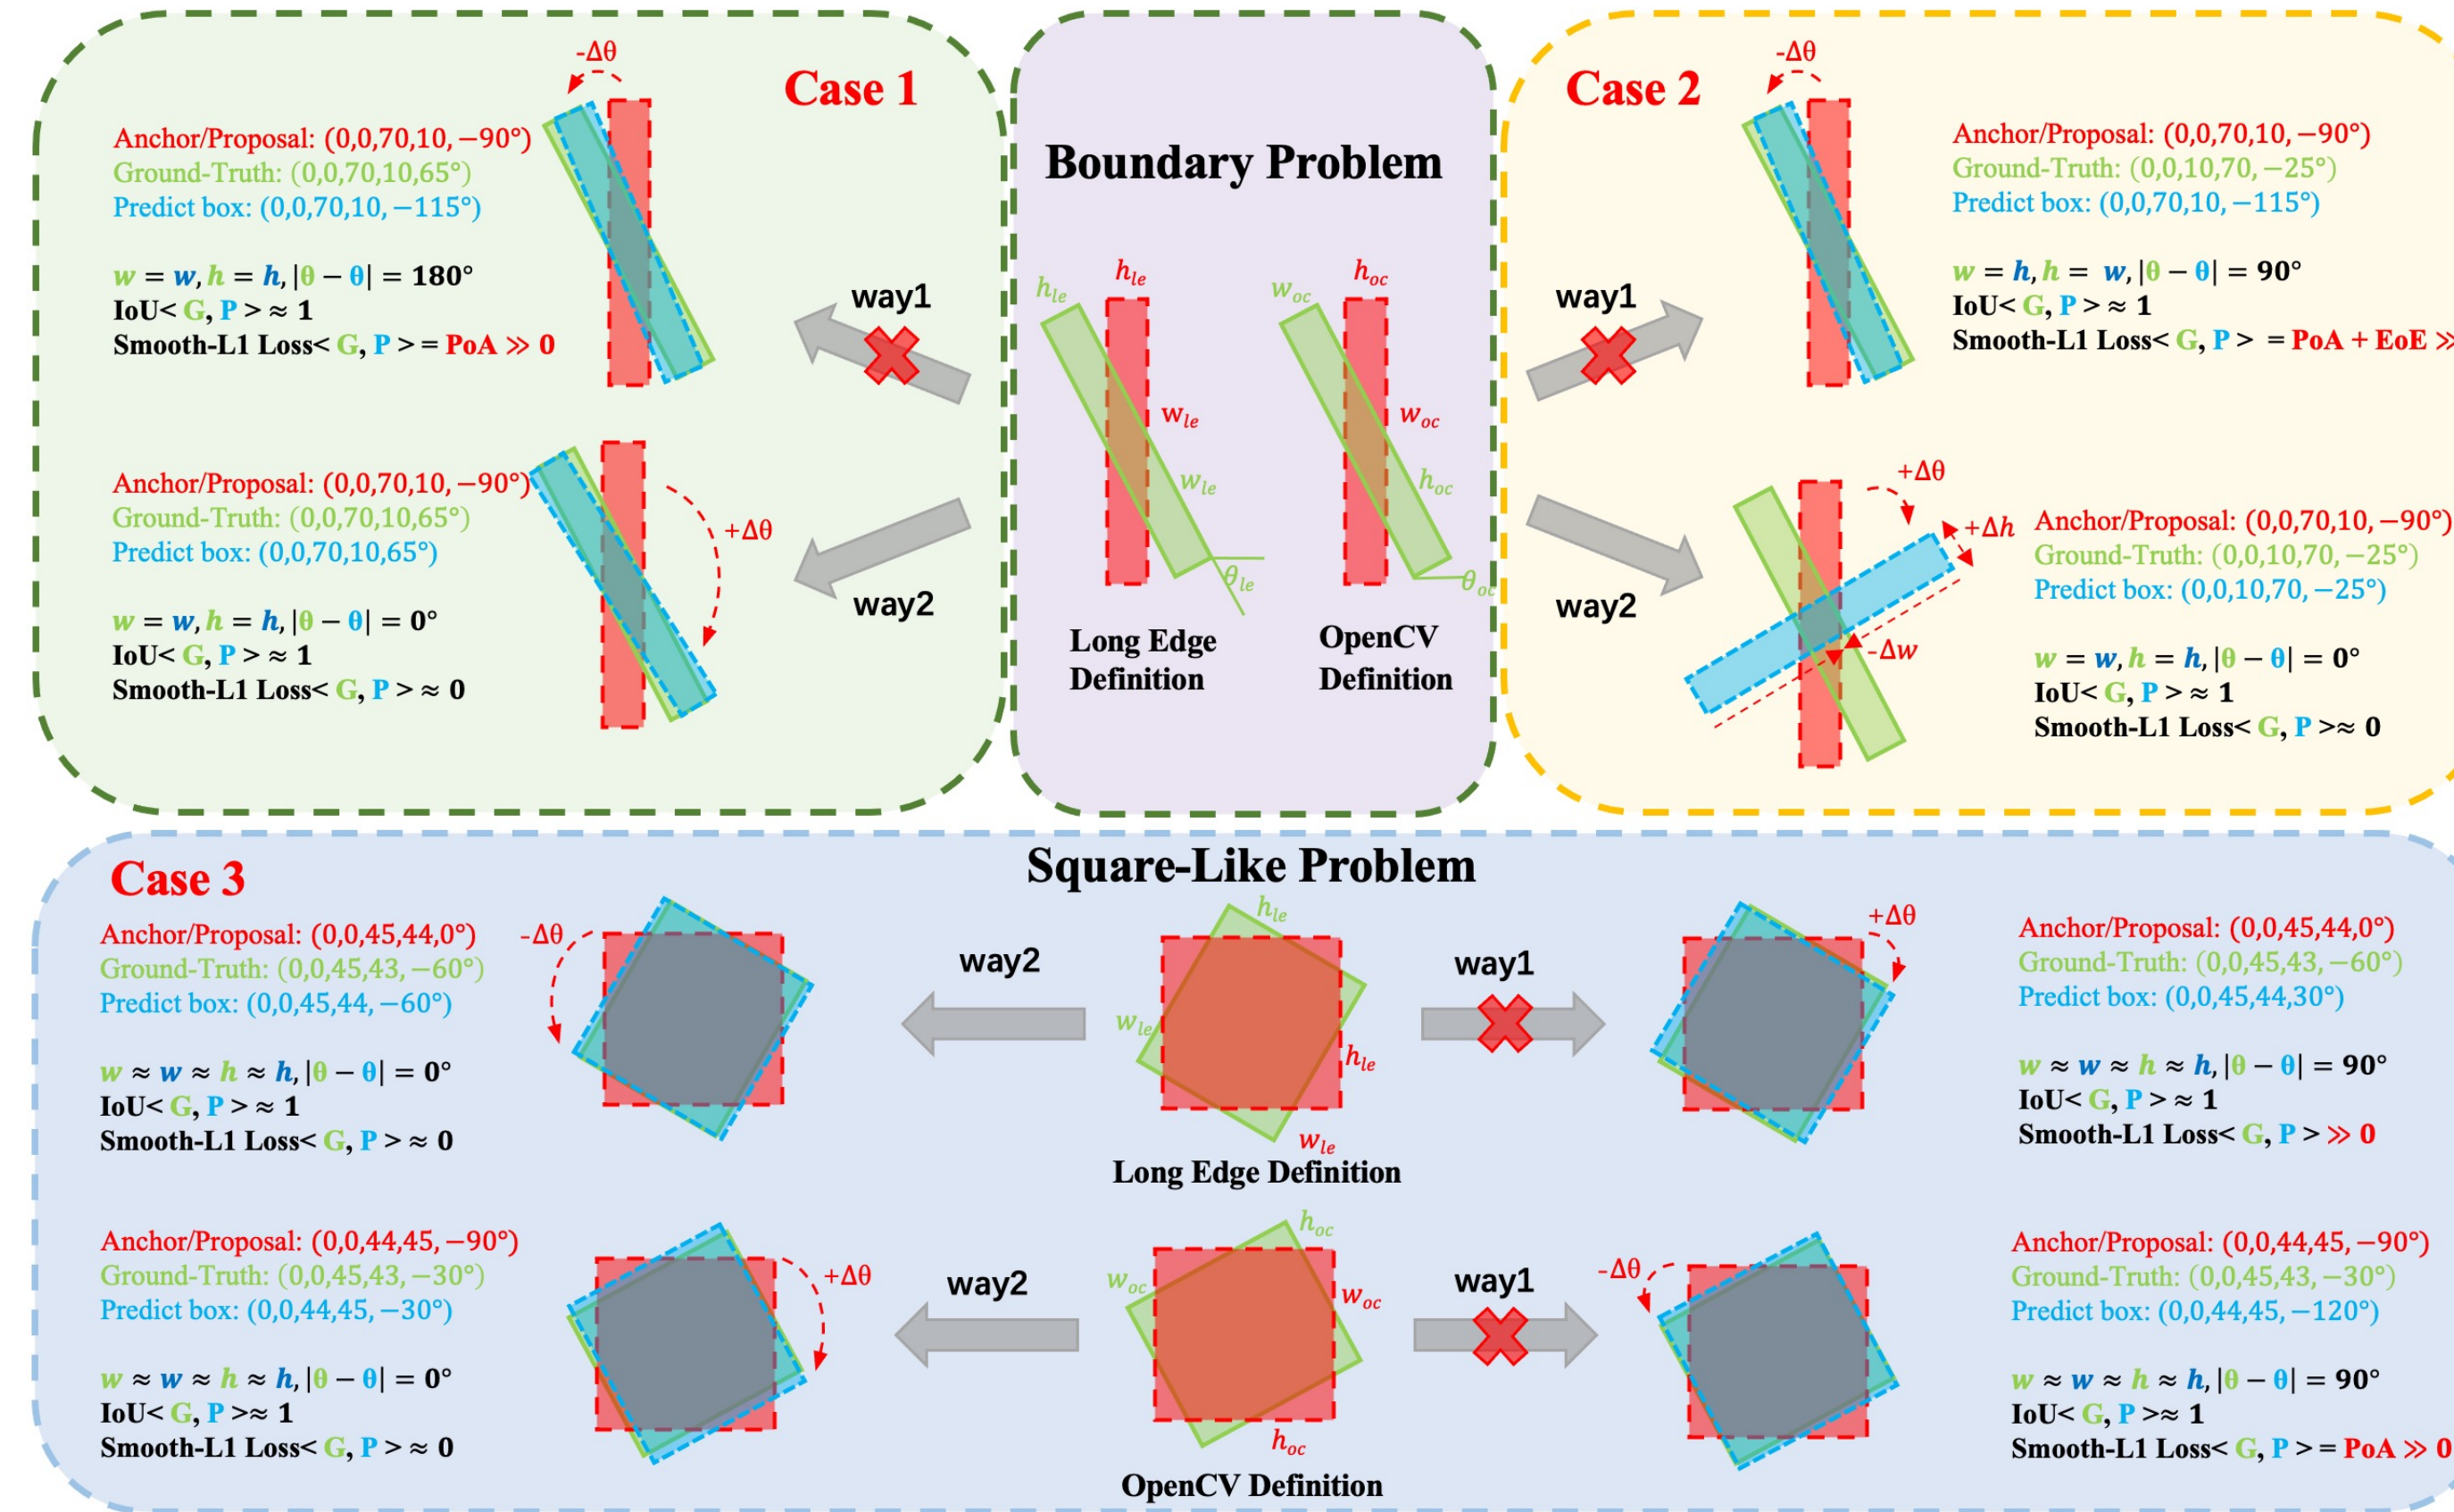 Case 1
-Δθ
Anchor/Proposal: (0,0,70,10,−90°)
Ground-Truth: (0,0,70,10,65°)
Predict box: (0,0,70,10,−115°)
w = w, h = h, |θ − θ| = 180°
IoU< G, P > ≈ 1
Smooth-L1 Loss< G, P > = PoA ≫ 0
way1
Anchor/Proposal: (0,0,70,10,−90°)
Ground-Truth: (0,0,70,10,65°)
Predict box: (0,0,70,10,65°)
+Δθ
w = w, h = h, |θ − θ| = 0°
IoU< G, P > ≈ 1
Smooth-L1 Loss< G, P > ≈ 0
way2
Boundary Problem
h_le
h_le
w_le
w_le
θ_le
Long Edge
Definition
w_oc
h_oc
w_oc
h_oc
θ_oc
OpenCV
Definition
Case 2
-Δθ
Anchor/Proposal: (0,0,70,10,−90°)
Ground-Truth: (0,0,10,70,−25°)
Predict box: (0,0,70,10,−115°)
w = h, h = w, |θ − θ| = 90°
IoU< G, P > ≈ 1
Smooth-L1 Loss< G, P > = PoA + EoE ≫
way1
+Δθ
+Δh
-Δw
Anchor/Proposal: (0,0,70,10,−90°)
Ground-Truth: (0,0,10,70,−25°)
Predict box: (0,0,10,70,−25°)
w = w, h = h, |θ − θ| = 0°
IoU< G, P > ≈ 1
Smooth-L1 Loss< G, P >≈ 0
way2
Square-Like Problem
Case 3
Anchor/Proposal: (0,0,45,44,0°)
Ground-Truth: (0,0,45,43,−60°)
Predict box: (0,0,45,44,−60°)
-Δθ
w ≈ w ≈ h ≈ h, |θ − θ| = 0°
IoU< G, P > ≈ 1
Smooth-L1 Loss< G, P > ≈ 0
way2
h_le
w_le
h_le
w_le
Long Edge Definition
way1
+Δθ
Anchor/Proposal: (0,0,45,44,0°)
Ground-Truth: (0,0,45,43,−60°)
Predict box: (0,0,45,44,30°)
w ≈ w ≈ h ≈ h, |θ − θ| = 90°
IoU< G, P > ≈ 1
Smooth-L1 Loss< G, P > ≫ 0
Anchor/Proposal: (0,0,44,45,−90°)
Ground-Truth: (0,0,45,43,−30°)
Predict box: (0,0,44,45,−30°)
+Δθ
w ≈ w ≈ h ≈ h, |θ − θ| = 0°
IoU< G, P >≈ 1
Smooth-L1 Loss< G, P > ≈ 0
way2
h_oc
w_oc
w_oc
h_oc
OpenCV Definition
way1
-Δθ
Anchor/Proposal: (0,0,44,45,−90°)
Ground-Truth: (0,0,45,43,−30°)
Predict box: (0,0,44,45,−120°)
w ≈ w ≈ h ≈ h, |θ − θ| = 90°
IoU< G, P >≈ 1
Smooth-L1 Loss< G, P > = PoA ≫ 0